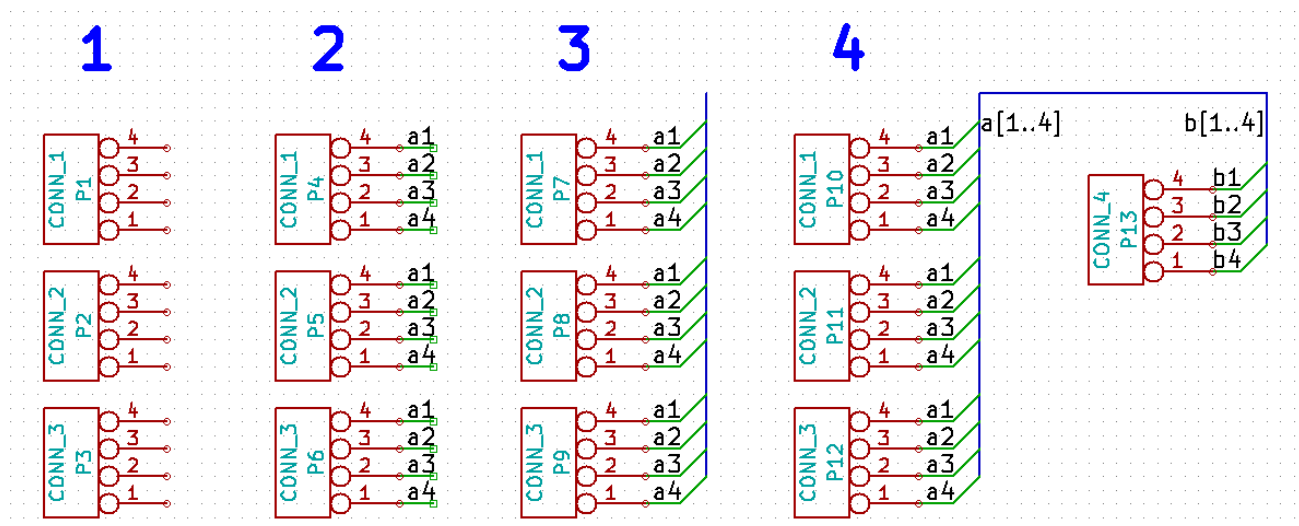 1 2 3 4
a[1..4] b[1..4]
CONN_1 P1 4 3 2 1
CONN_1 P4 4 3 2 1 a1 a2 a3 a4
CONN_1 P7 4 3 2 1 a1 a2 a3 a4
CONN_1 P10 4 3 2 1 a1 a2 a3 a4
CONN_4 P13 4 3 2 1 b1 b2 b3 b4
CONN_2 P2 4 3 2 1
CONN_2 P5 4 3 2 1 a1 a2 a3 a4
CONN_2 P8 4 3 2 1 a1 a2 a3 a4
CONN_2 P11 4 3 2 1 a1 a2 a3 a4
CONN_3 P3 4 3 2 1
CONN_3 P6 4 3 2 1 a1 a2 a3 a4
CONN_3 P9 4 3 2 1 a1 a2 a3 a4
CONN_3 P12 4 3 2 1 a1 a2 a3 a4